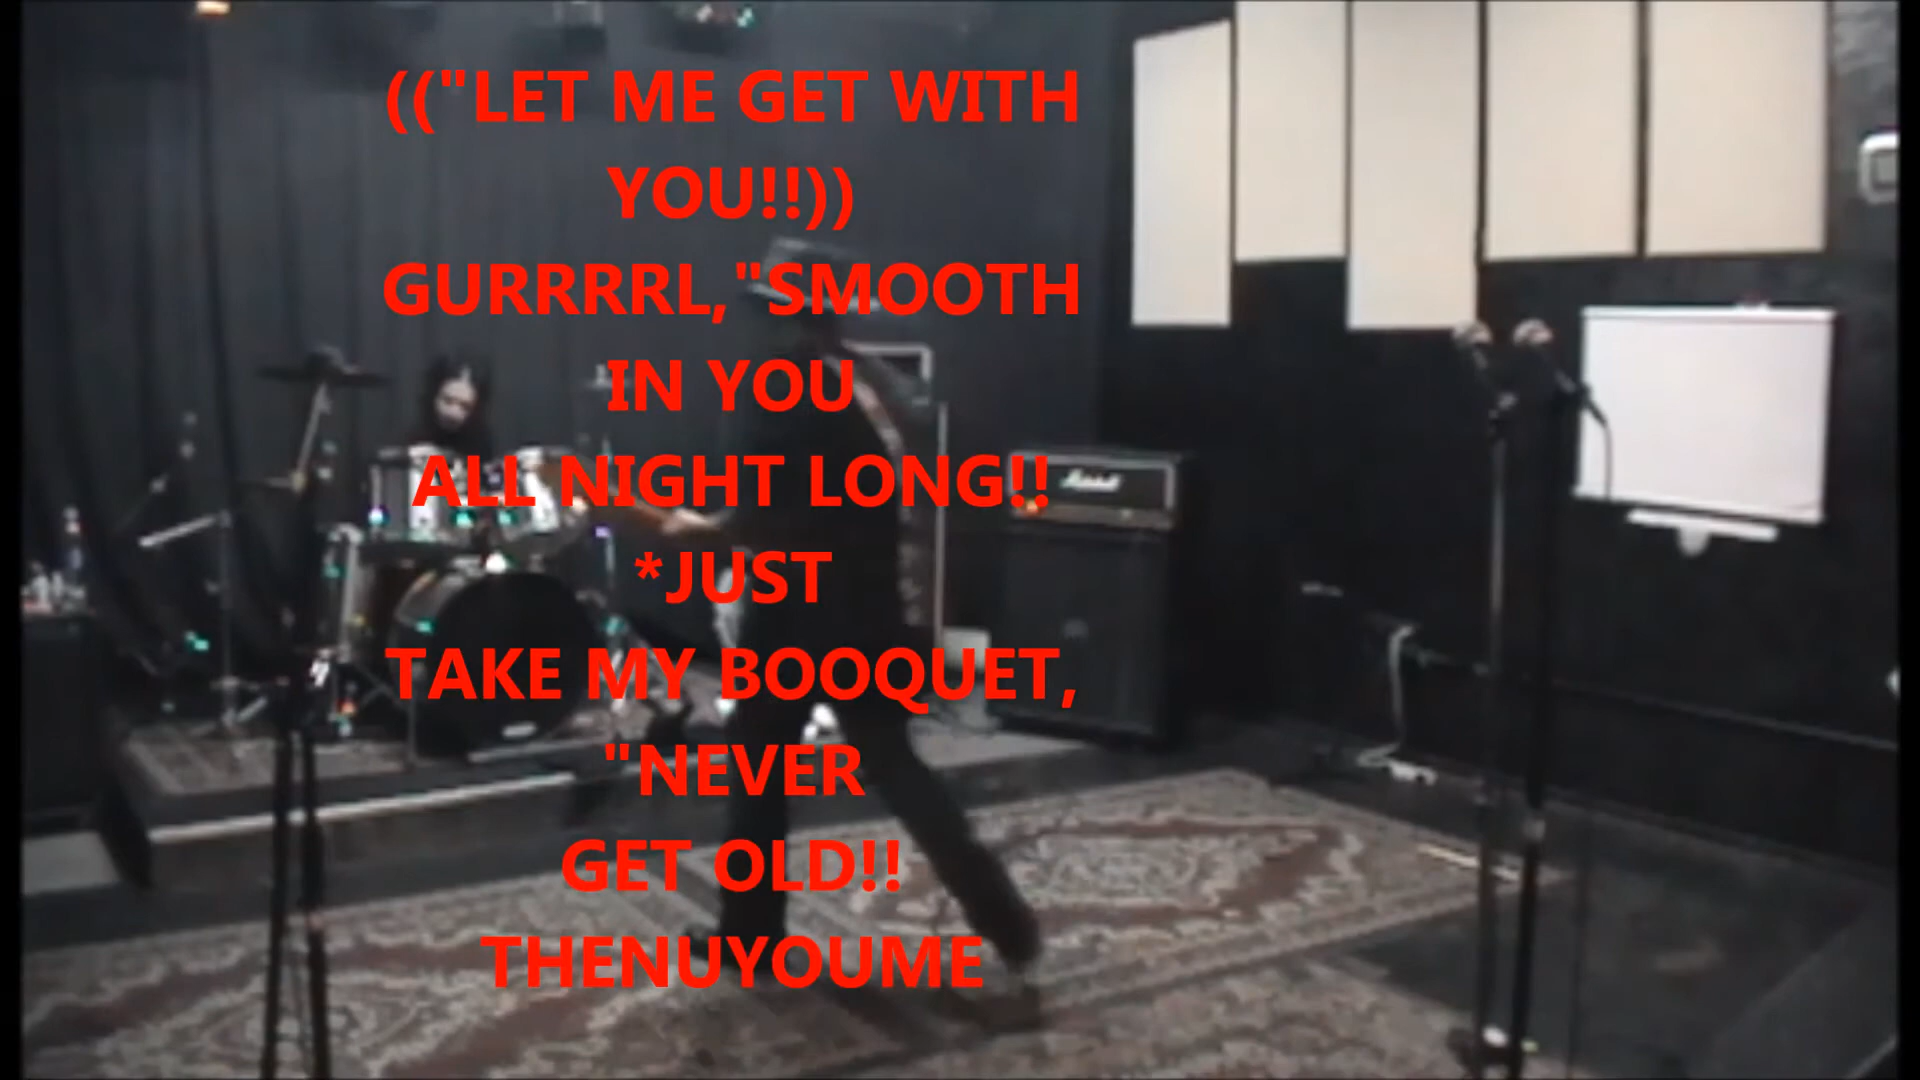 (("LET ME GET WITH
YOU!!))
GURRRRL,"SMOOTH
IN YOU
ALL NIGHT LONG!!
*JUST
TAKE MY BOOQUET,
"NEVER
GET OLD!!
THENUYOUME
Marshall